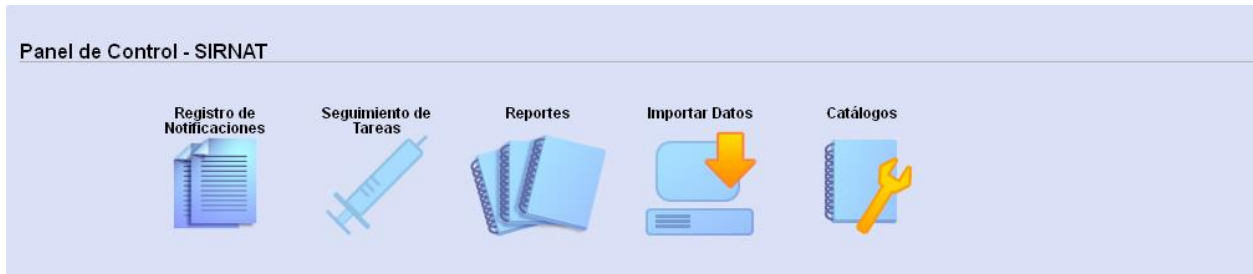 Panel de Control - SIRNAT
Registro de
Notificaciones
Seguimiento de
Tareas
Reportes
Importar Datos
Catálogos